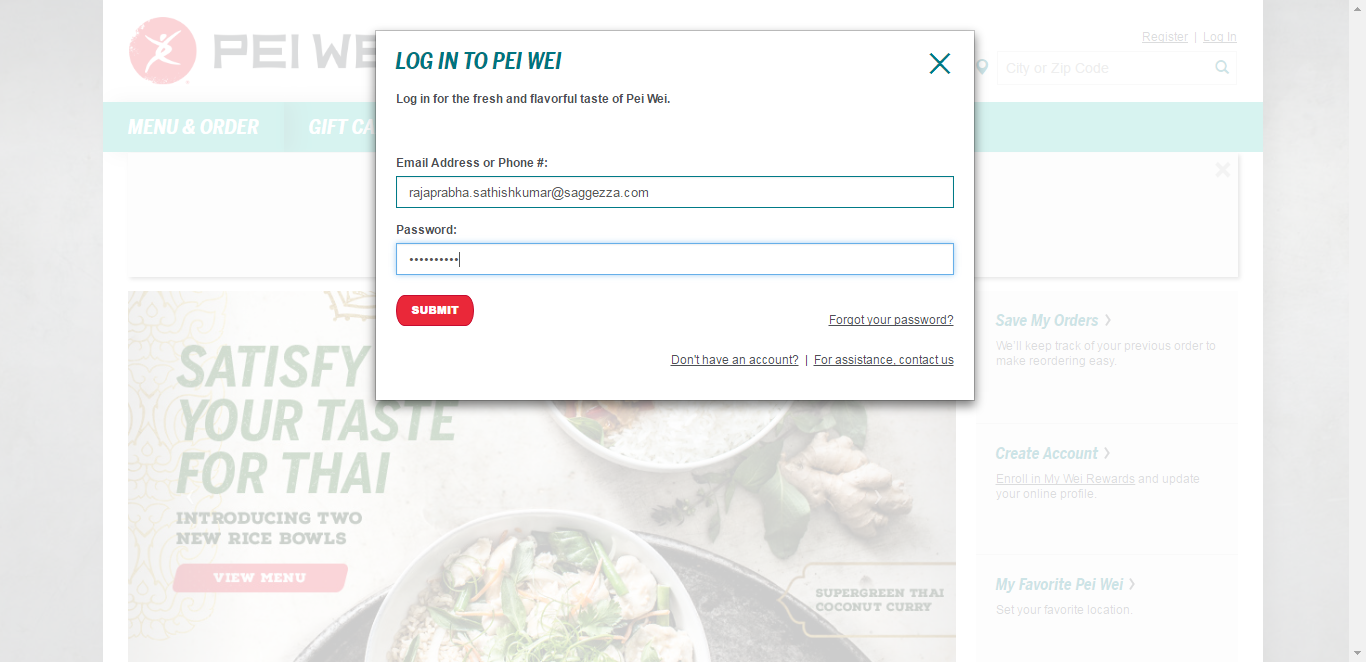 PEI WE
Register | Log In
City or Zip Code
MENU & ORDER
GIFT CA
LOG IN TO PEI WEI
Log in for the fresh and flavorful taste of Pei Wei.
Email Address or Phone #:
rajaprabha.sathishkumar@saggezza.com
Password:
••••••••••
SUBMIT
Forgot your password?
Don't have an account? | For assistance, contact us
SATISFY
YOUR TASTE
FOR THAI
INTRODUCING TWO
NEW RICE BOWLS
VIEW MENU
SUPERGREEN THAI
COCONUT CURRY
Save My Orders
We'll keep track of your previous order to
make reordering easy.
Create Account
Enroll in My Wei Rewards and update
your online profile.
My Favorite Pei Wei
Set your favorite location.